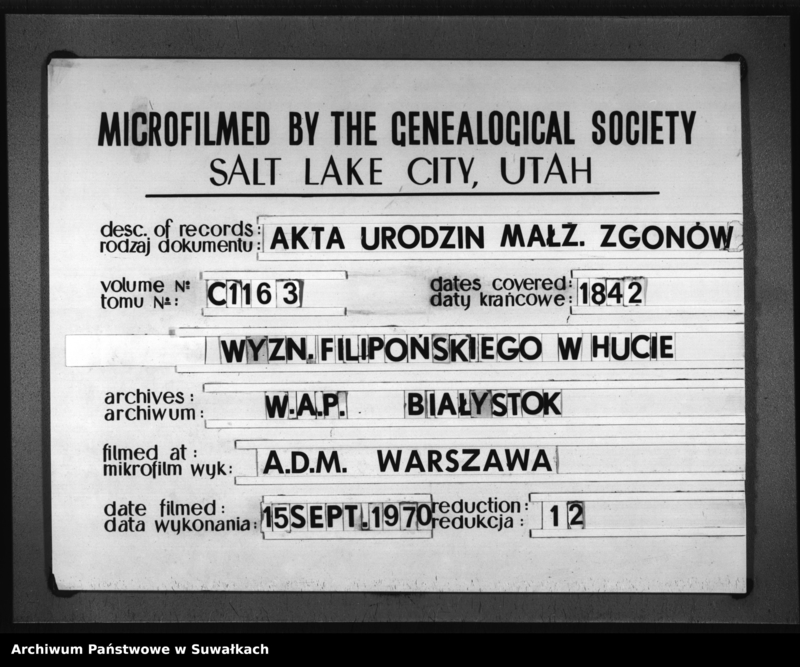 MICROFILMED BY THE GENEALOGICAL SOCIETY
SALT LAKE CITY, UTAH
desc. of records: AKTA URODZIN MAŁŻ. ZGONÓW
rodzaj dokumentu:
volume №: C1163 dates covered: 1842
tomu №: daty krańcowe:
WYZN. FILIPOŃSKIEGO W HUCIE
archives: W.A.P. BIAŁYSTOK
archiwum:
filmed at: A.D.M. WARSZAWA
mikrofilm wyk:
date filmed: 15 SEPT. 1970 reduction: 12
data wykonania: redukcja:
Archiwum Państwowe w Suwałkach